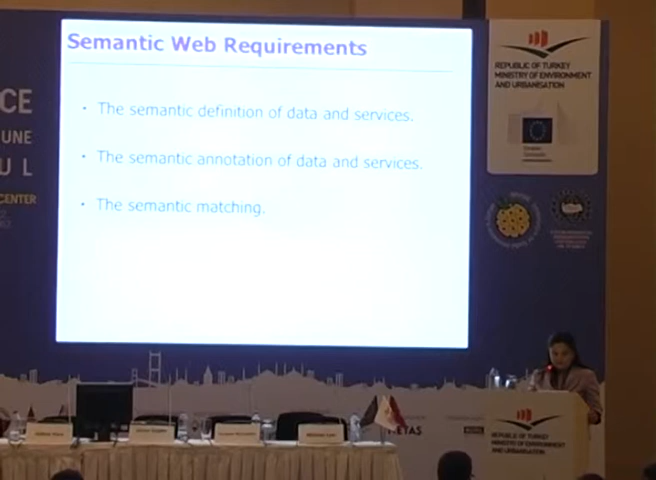 Semantic Web Requirements
• The semantic definition of data and services.
• The semantic annotation of data and services.
• The semantic matching.
CE
UNE
U L
CENTER
REPUBLIC OF TURKEY
MINISTRY OF ENVIRONMENT
AND URBANISATION
REPUBLIC OF TURKEY
MINISTRY OF ENVIRONMENT
AND URBANISATION